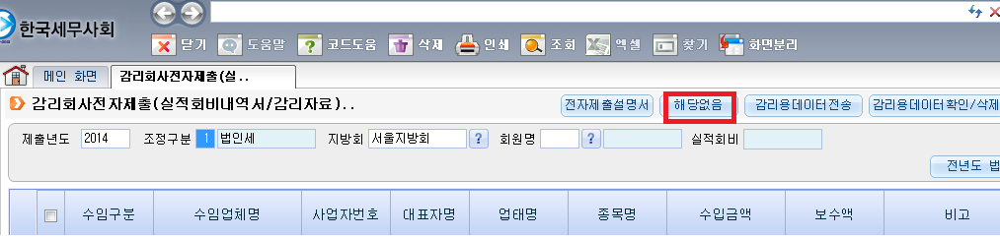 한국세무사회
닫기 도움말 ? 코드도움 삭제 인쇄 조회 엑셀 찾기 화면분리
메인 화면 감리회사전자제출(실..
감리회사전자제출(실적회비내역서/감리자료).. 전자제출설명서 해당없음 감리용데이터전송 감리용데이터확인/삭제
제출년도 2014 조정구분 1 법인세 지방회 서울지방회 ? 회원명 ? 실적회비
전년도 법
수임구분 수임업체명 사업자번호 대표자명 업태명 종목명 수입금액 보수액 비고